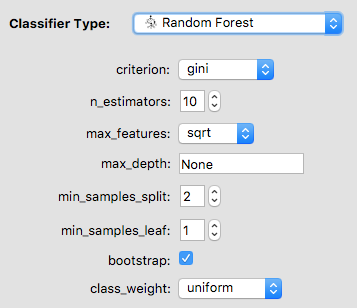 Classifier Type: Random Forest
criterion: gini
n_estimators: 10
max_features: sqrt
max_depth: None
min_samples_split: 2
min_samples_leaf: 1
bootstrap:
class_weight: uniform